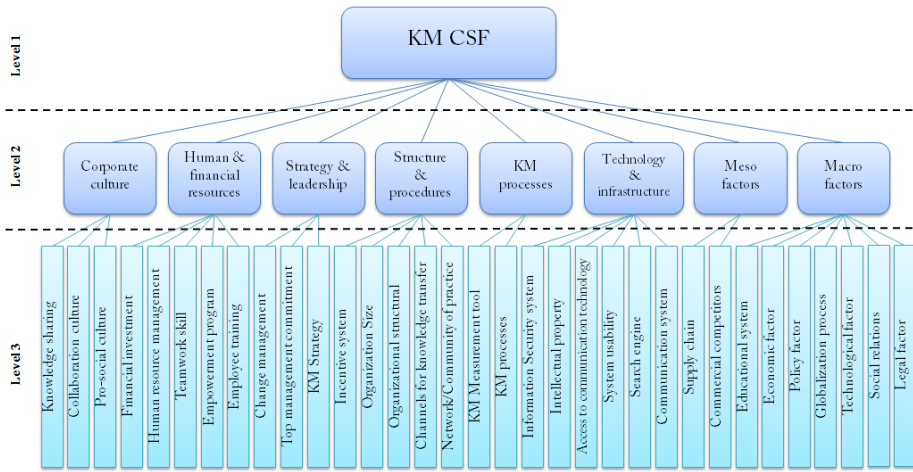 Level 1
KM CSF
Level 2
Corporate
culture
Human &
financial
resources
Strategy &
leadership
Structure
&
procedures
KM
processes
Technology
&
infrastructure
Meso
factors
Macro
factors
Level3
Knowledge sharing
Collaboration culture
Pro-social culture
Financial investment
Human resource management
Teamwork skill
Empowerment program
Employee training
Change management
Top management commitment
KM Strategy
Incentive system
Organization Size
Organizational structural
Channels for knowledge transfer
Network/Community of practice
KM Measurement tool
KM processes
Information Security system
Intellectual property
Access to communication technology
System usability
Search engine
Communication system
Supply chain
Commercial competitors
Educational system
Economic factor
Policy factor
Globalization process
Technological factor
Social relations
Legal factor